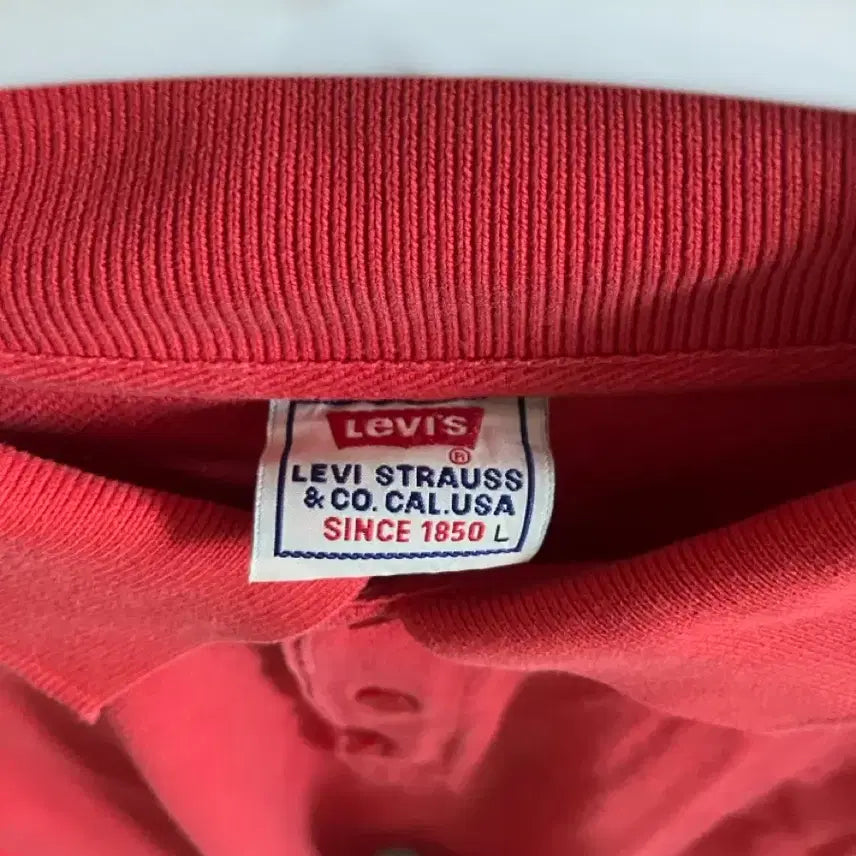 Levi's
®
LEVI STRAUSS
& CO. CAL.USA
SINCE 1850 L